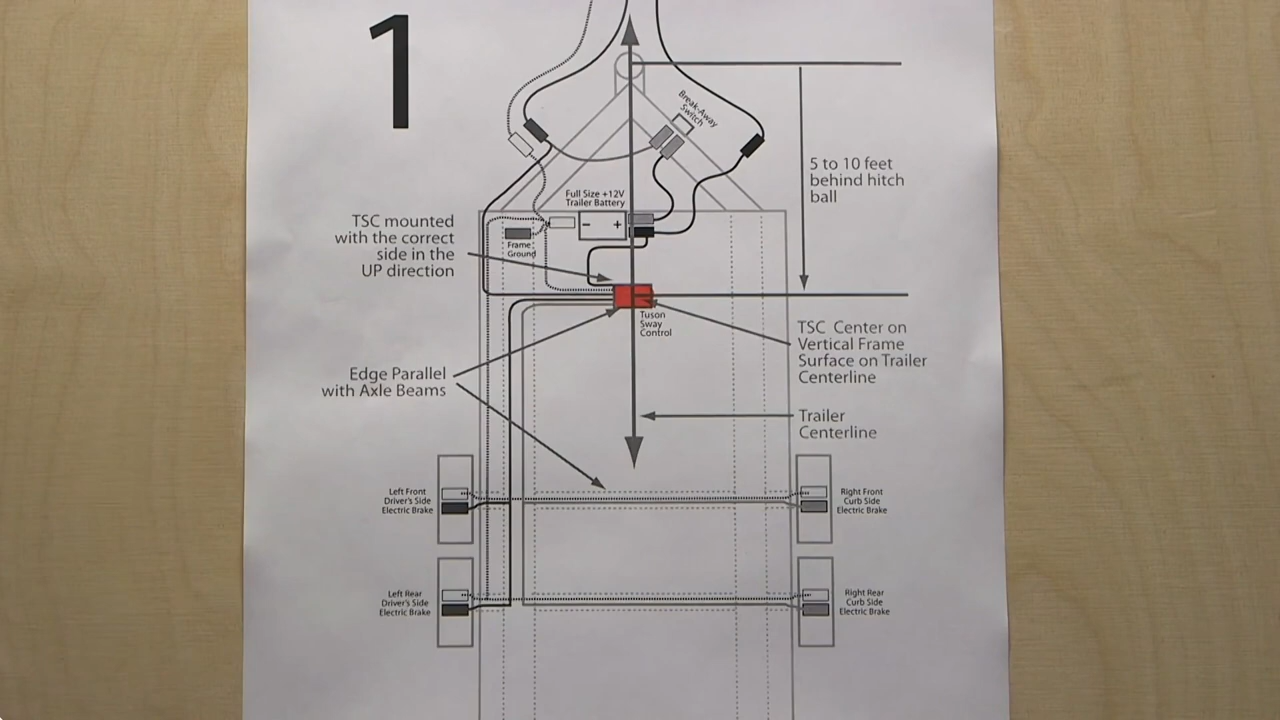 1
Break-Away
Switch
5 to 10 feet
behind hitch
ball
Full Size +12V
Trailer Battery
- +
TSC mounted
with the correct
side in the
UP direction
Frame
Ground
Tuson
Sway
Control
TSC Center on
Vertical Frame
Surface on Trailer
Centerline
Edge Parallel
with Axle Beams
Trailer
Centerline
Left Front
Driver's Side
Electric Brake
Right Front
Curb Side
Electric Brake
Left Rear
Driver's Side
Electric Brake
Right Rear
Curb Side
Electric Brake